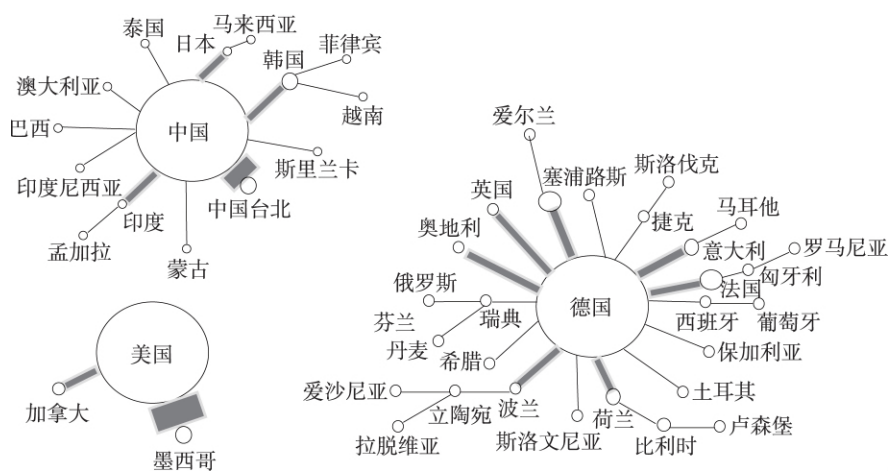 泰国
马来西亚
日本
韩国
菲律宾
澳大利亚
越南
巴西
中国
斯里兰卡
印度尼西亚
中国台北
印度
孟加拉
蒙古
美国
加拿大
墨西哥
爱尔兰
斯洛伐克
塞浦路斯
英国
马耳他
捷克
奥地利
意大利
罗马尼亚
匈牙利
法国
俄罗斯
德国
芬兰
瑞典
西班牙
葡萄牙
丹麦
希腊
保加利亚
爱沙尼亚
土耳其
立陶宛
波兰
荷兰
拉脱维亚
斯洛文尼亚
比利时
卢森堡